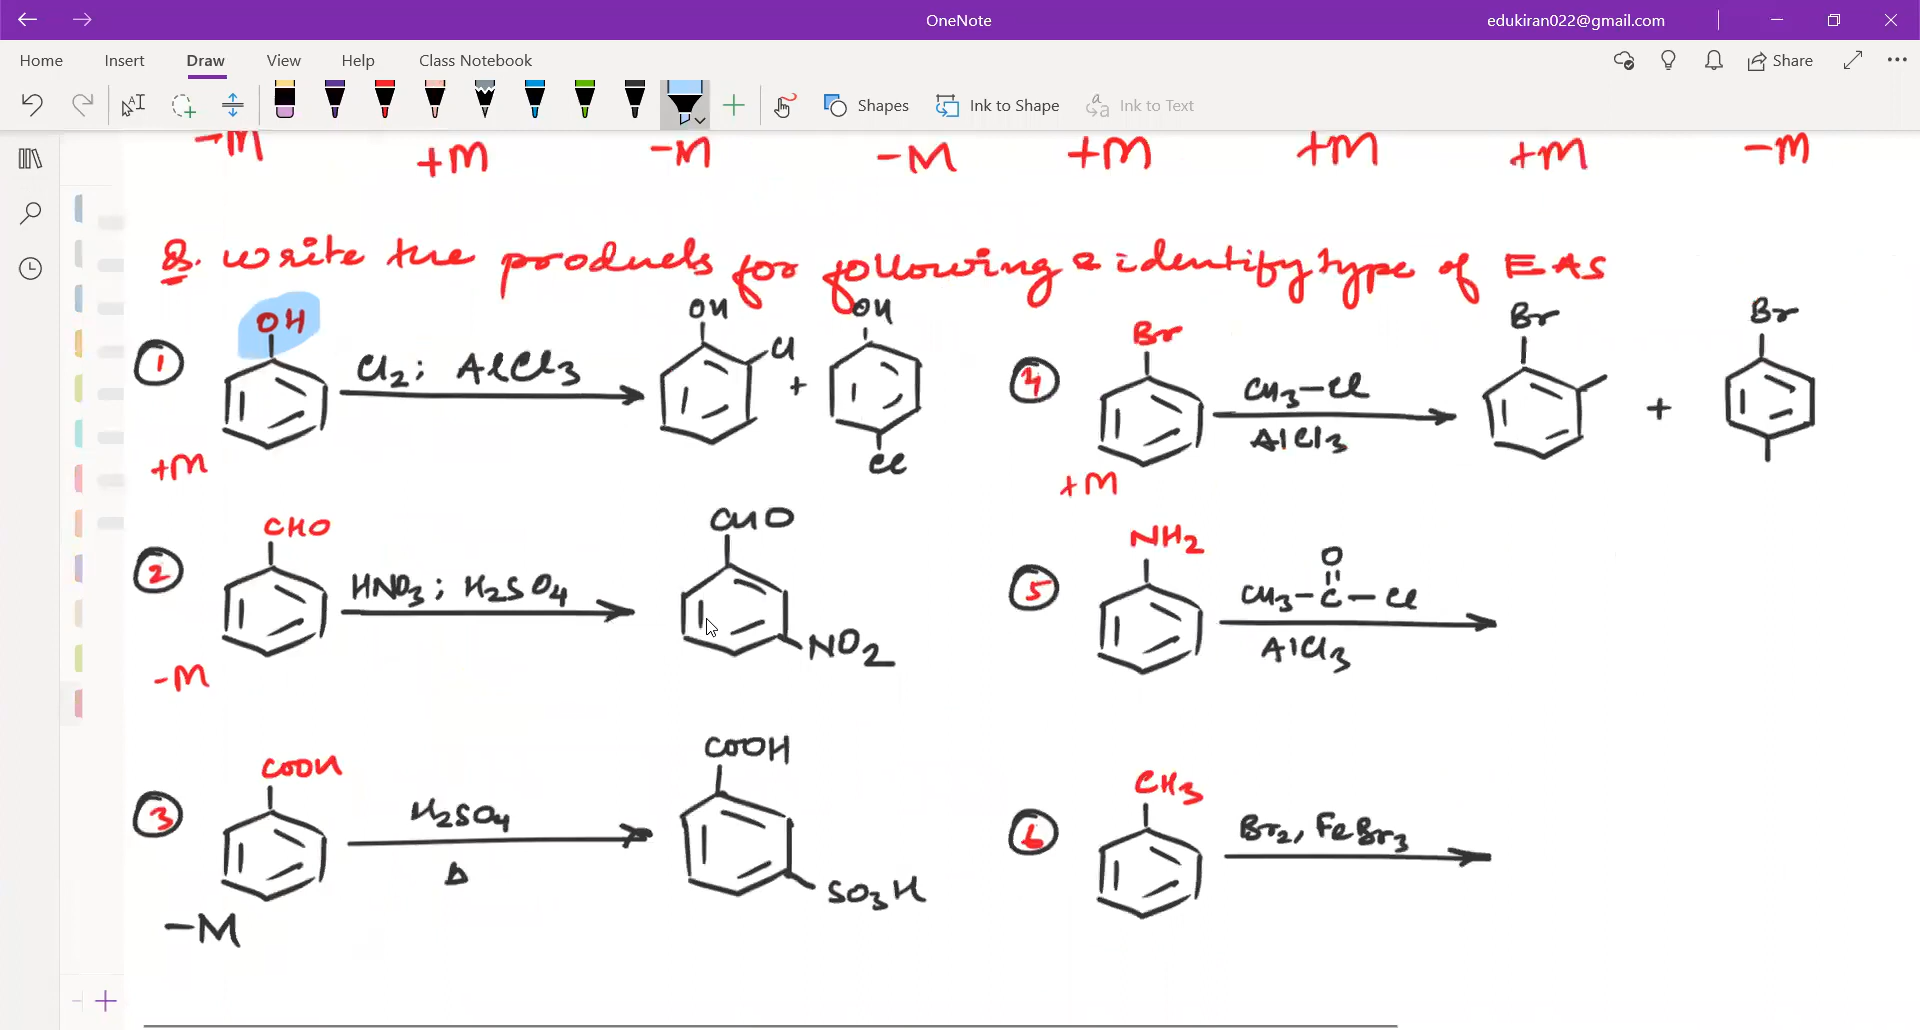 OneNote
edukiran022@gmail.com
Home Insert Draw View Help Class Notebook
Share
Shapes Ink to Shape Ink to Text
-M +M -M -M +M +M +M -M
Q. Write the products for following & identify type of EAS
1 OH Cl2; AlCl3 OH Cl + OH Cl
+M
4 Br CH3-Cl AlCl3 Br + Br
+M
2 CHO HNO3; H2SO4 CHO NO2
-M
5 NH2 CH3-C-Cl O AlCl3
3 COOH H2SO4 Δ COOH SO3H
-M
6 CH3 Br2, FeBr3